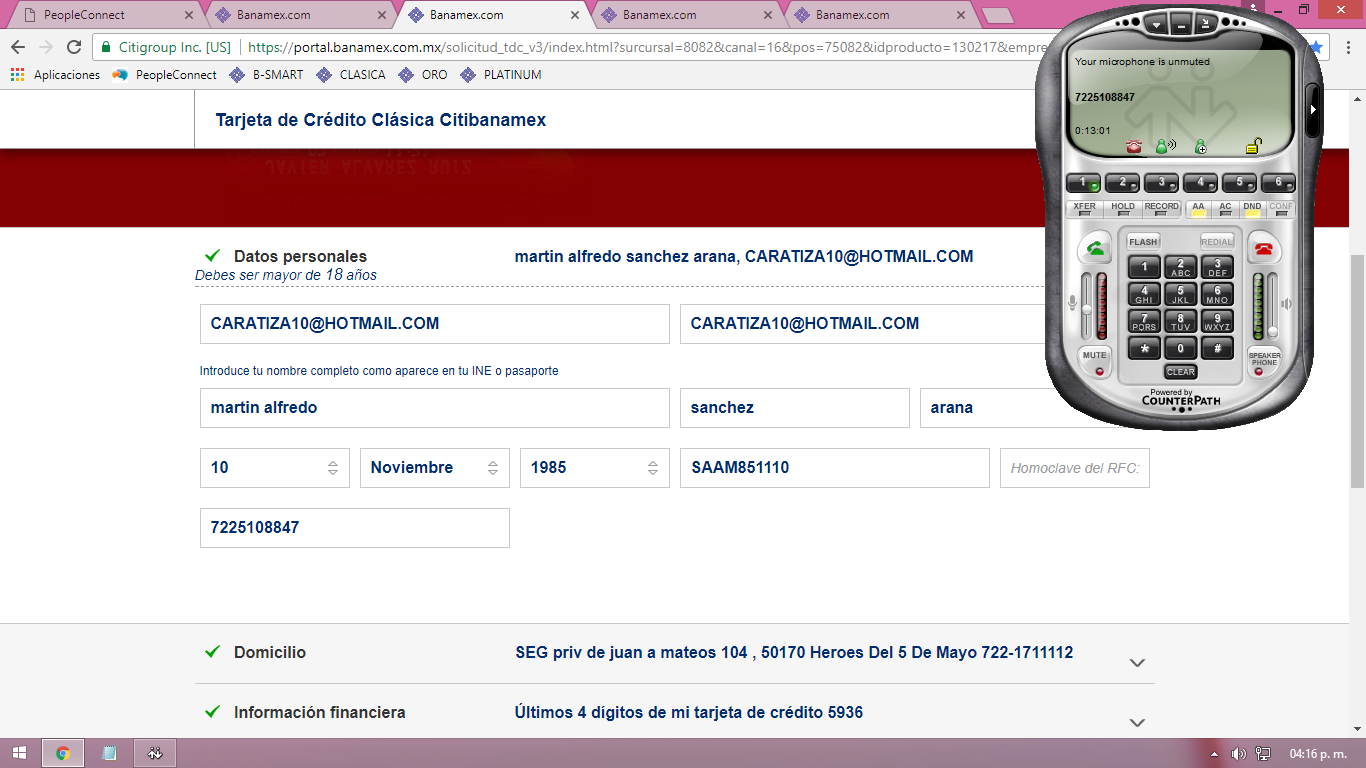 PeopleConnect
Banamex.com
Banamex.com
Banamex.com
Banamex.com
Citigroup Inc. [US]
https://portal.banamex.com.mx/solicitud_tdc_v3/index.html?sursursal=8082&canal=16&pos=75082&idproducto=130217&empre
Aplicaciones
PeopleConnect
B-SMART
CLASICA
ORO
PLATINUM
Tarjeta de Crédito Clásica Citibanamex
JAVIER ALVAREZ RUIZ
Datos personales
martin alfredo sanchez arana, CARATIZA10@HOTMAIL.COM
Debes ser mayor de 18 años
CARATIZA10@HOTMAIL.COM
CARATIZA10@HOTMAIL.COM
Introduce tu nombre completo como aparece en tu INE o pasaporte
martin alfredo
sanchez
arana
10
Noviembre
1985
SAAM851110
Homoclave del RFC:
7225108847
Domicilio
SEG priv de juan a mateos 104 , 50170 Heroes Del 5 De Mayo 722-1711112
Información financiera
Últimos 4 dígitos de mi tarjeta de crédito 5936
Your microphone is unmuted
7225108847
0:13:01
1 2 3 4 5 6
XFER HOLD RECORD AA AC DND CONF
FLASH REDIAL
1 2 ABC 3 DEF
4 GHI 5 JKL 6 MNO
7 PQRS 8 TUV 9 WXYZ
* 0 #
MUTE
CLEAR
SPEAKER PHONE
Powered by
COUNTERPATH
04:16 p. m.